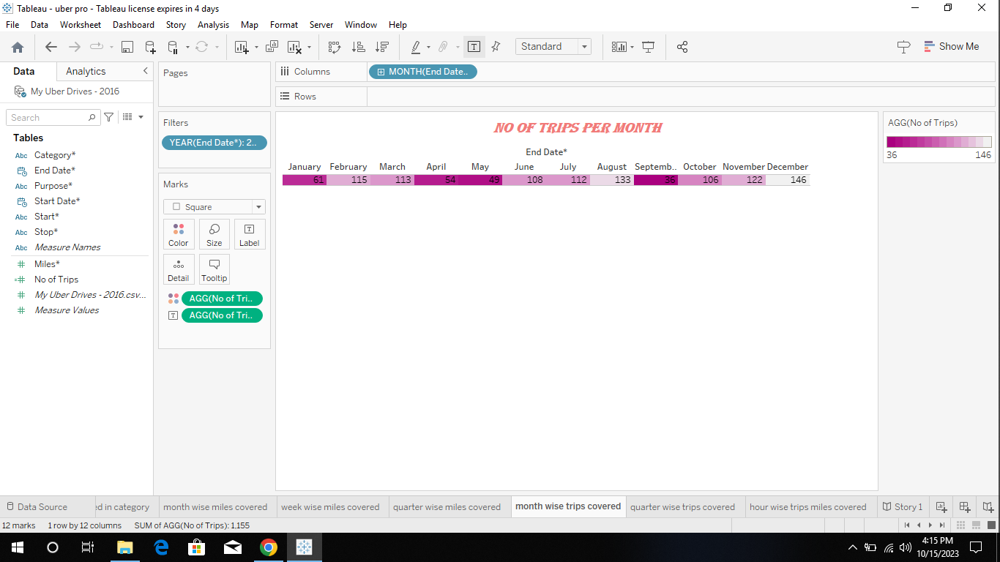 Tableau - uber pro - Tableau license expires in 4 days
File Data Worksheet Dashboard Story Analysis Map Format Server Window Help
Standard
Show Me
Data Analytics
My Uber Drives - 2016
Search
Tables
Abc Category*
End Date*
Abc Purpose*
Start Date*
Abc Start*
Abc Stop*
Abc Measure Names
Miles*
No of Trips
My Uber Drives - 2016.csv...
Measure Values
Pages
Filters
YEAR(End Date*): 2..
Marks
Square
Color Size Label
Detail Tooltip
AGG(No of Tri..
AGG(No of Tri..
Columns MONTH(End Date..
Rows
NO OF TRIPS PER MONTH
End Date*
January February March April May June July August Septemb.. October November December
61 115 113 54 49 108 112 133 36 106 122 146
AGG(No of Trips)
36 146
Data Source ed in category month wise miles covered week wise miles covered quarter wise miles covered month wise trips covered quarter wise trips covered hour wise trips miles covered Story 1
12 marks 1 row by 12 columns SUM of AGG(No of Trips): 1,155
4:15 PM
10/15/2023